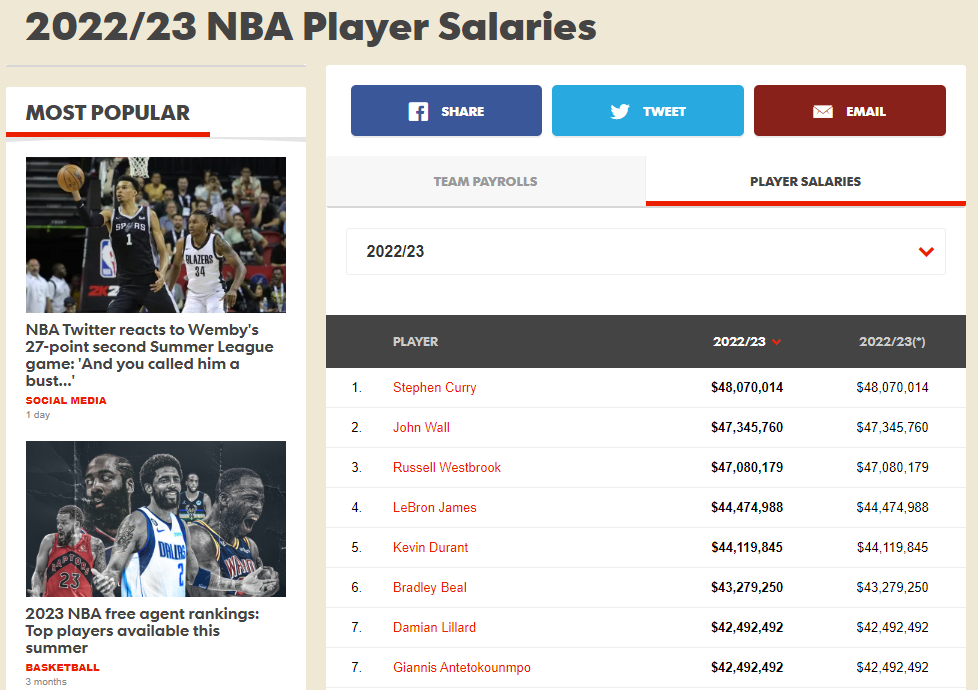 2022/23 NBA Player Salaries
MOST POPULAR
SPURS
1
BLAZERS
34
NBA
2K2
NBA Twitter reacts to Wemby's
27-point second Summer League
game: 'And you called him a
bust...'
SOCIAL MEDIA
1 day
RAPTORS
23
DALLAS
2
2023 NBA free agent rankings:
Top players available this
summer
BASKETBALL
3 months
SHARE
TWEET
EMAIL
TEAM PAYROLLS
PLAYER SALARIES
2022/23
PLAYER 2022/23 2022/23(*)
1. Stephen Curry $48,070,014 $48,070,014
2. John Wall $47,345,760 $47,345,760
3. Russell Westbrook $47,080,179 $47,080,179
4. LeBron James $44,474,988 $44,474,988
5. Kevin Durant $44,119,845 $44,119,845
6. Bradley Beal $43,279,250 $43,279,250
7. Damian Lillard $42,492,492 $42,492,492
7. Giannis Antetokounmpo $42,492,492 $42,492,492